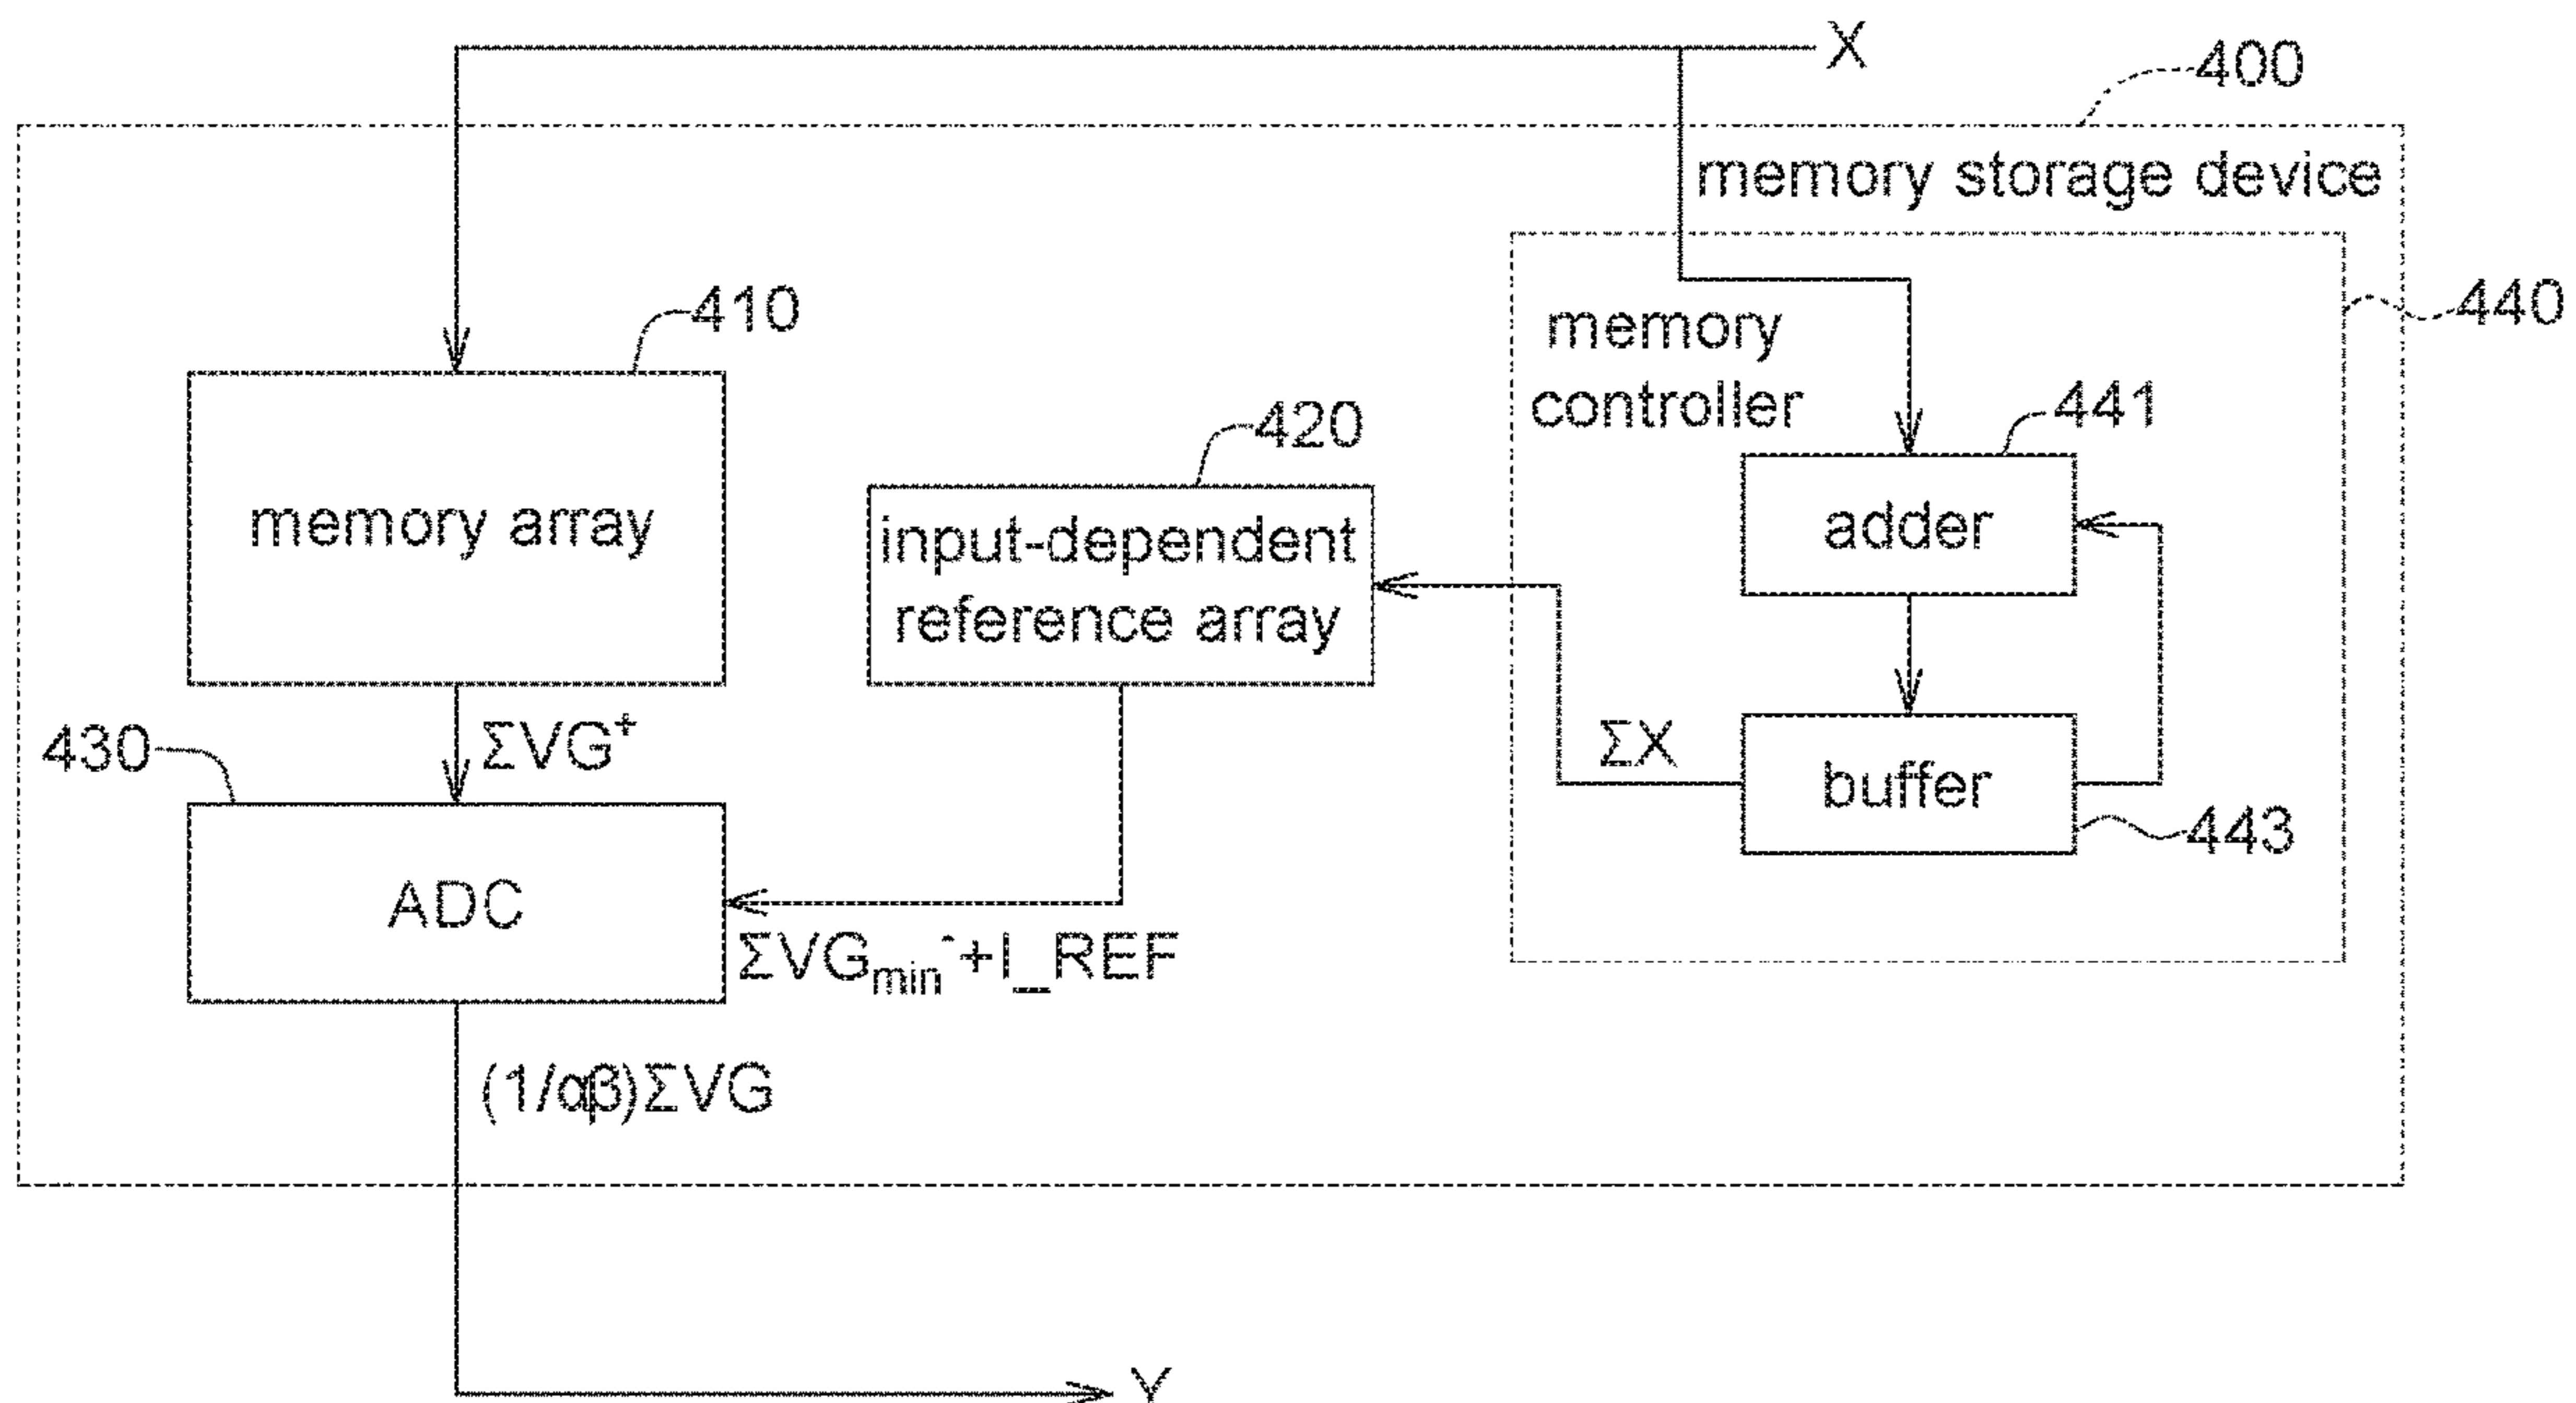 X
400
memory storage device
440
410
memory
controller
441
420
adder
memory array
input-dependent
reference array
ΣVG⁺
ΣX
430
buffer
443
ADC
ΣVGmin⁻+I_REF
(1/αβ)ΣVG
Y